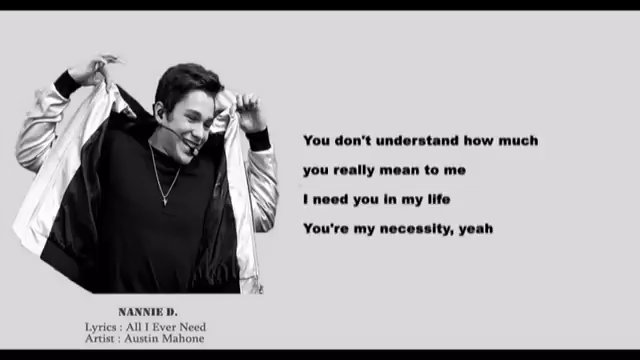 You don't understand how much
you really mean to me
I need you in my life
You're my necessity, yeah
NANNIE D.
Lyrics : All I Ever Need
Artist : Austin Mahone